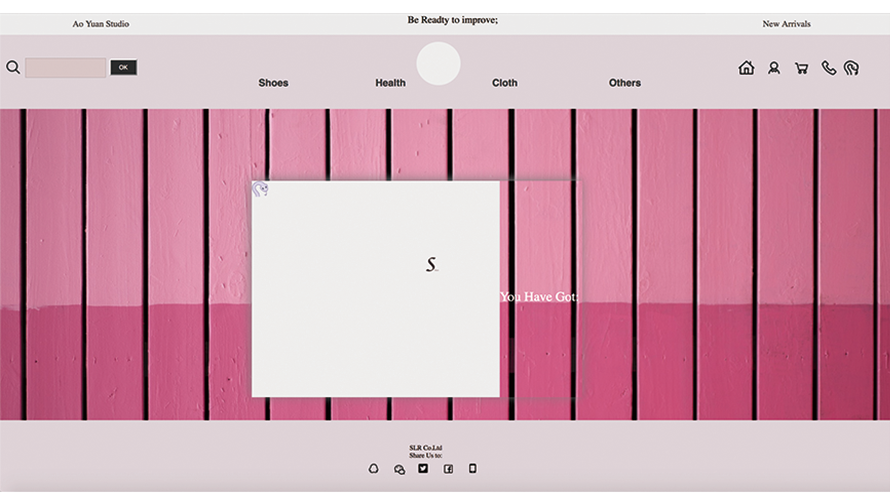 Ao Yuan Studio
Be Readty to improve;
New Arrivals
OK
Shoes
Health
Cloth
Others
S
You Have Got:
SLR Co.Ltd
Share Us to: